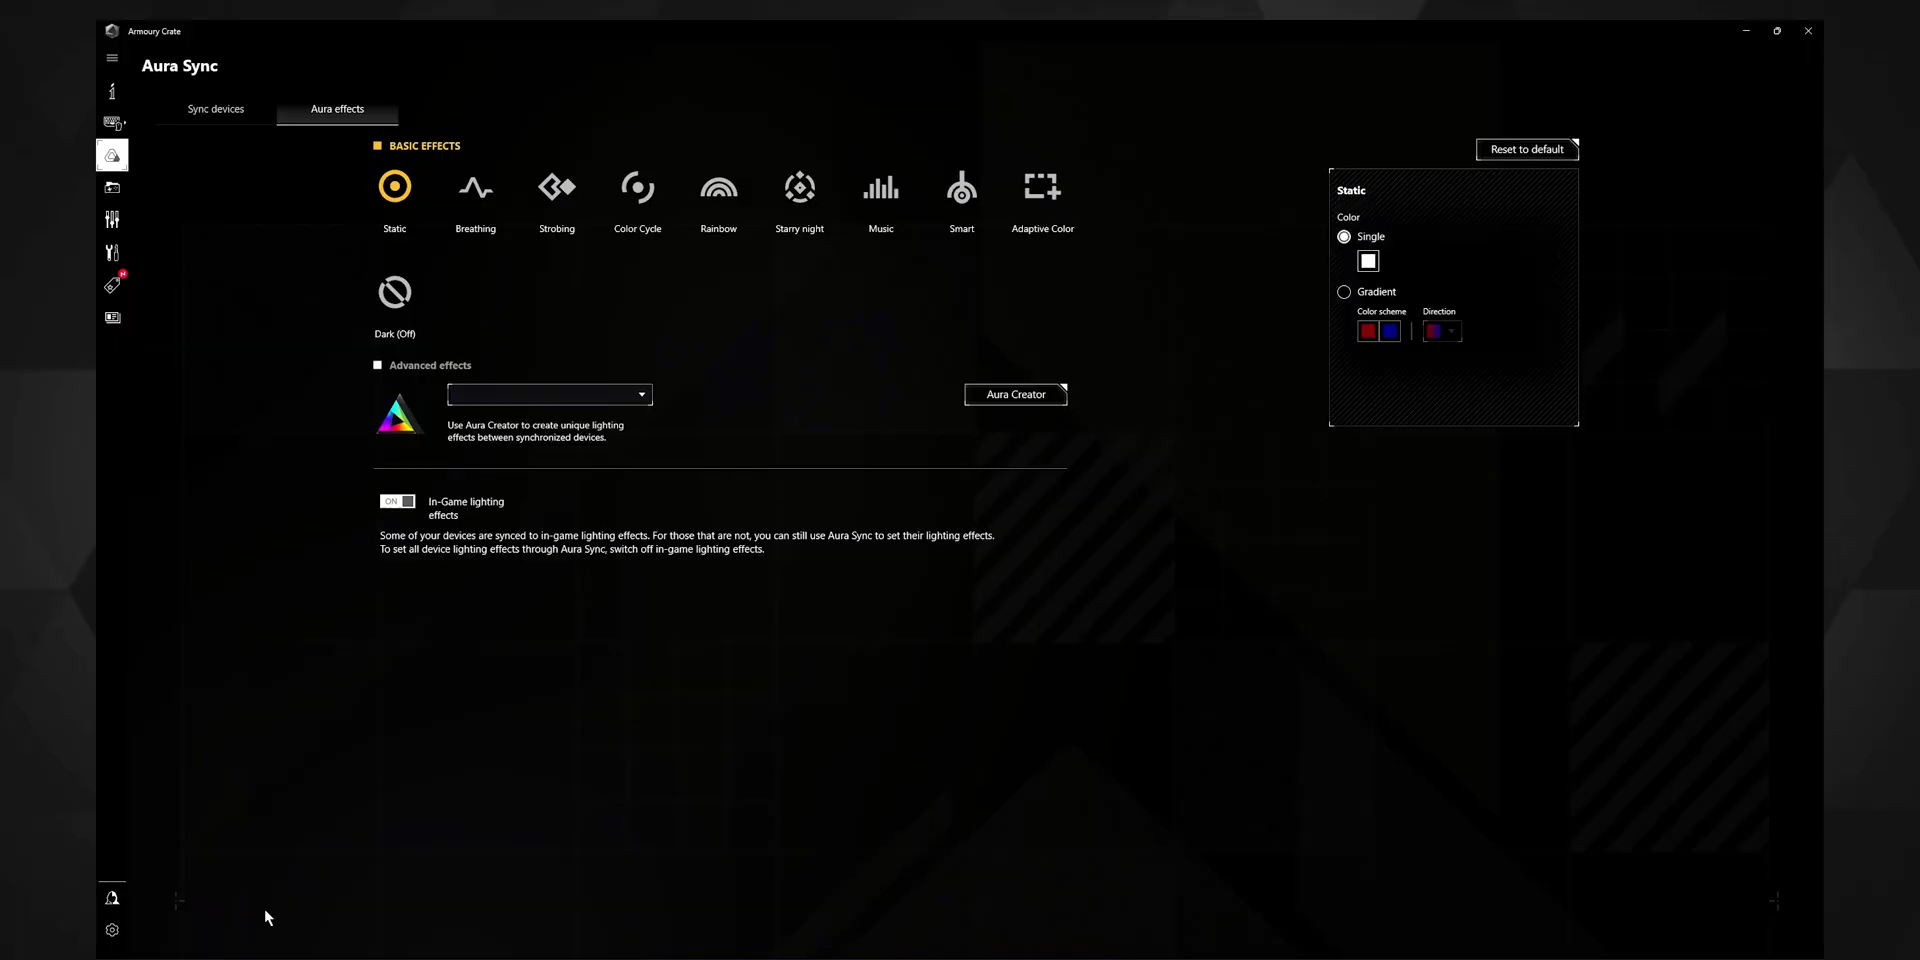 Armoury Crate
Aura Sync
Sync devices
Aura effects
BASIC EFFECTS
Static
Breathing
Strobing
Color Cycle
Rainbow
Starry night
Music
Smart
Adaptive Color
Dark (Off)
Advanced effects
Aura Creator
Use Aura Creator to create unique lighting
effects between synchronized devices.
ON
In-Game lighting
effects
Some of your devices are synced to in-game lighting effects. For those that are not, you can still use Aura Sync to set their lighting effects.
To set all device lighting effects through Aura Sync, switch off in-game lighting effects.
Reset to default
Static
Color
Single
Gradient
Color scheme
Direction